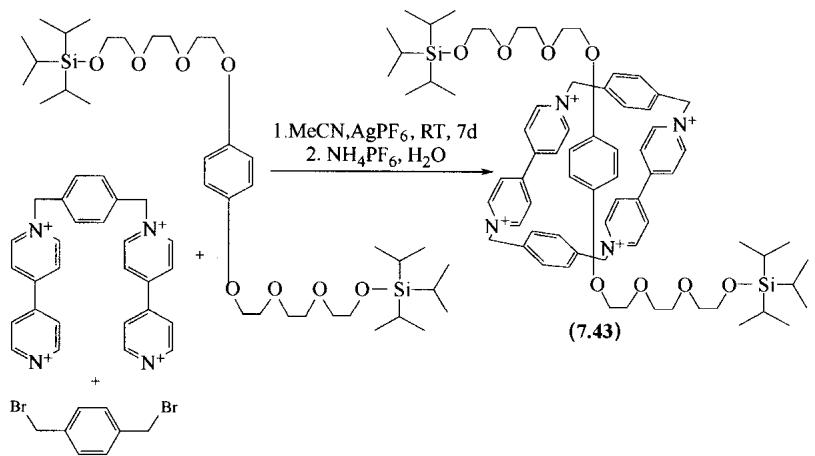 Si
O
O
O
O
O
Si
O
O
O
O
1.MeCN,AgPF6, RT, 7d
2. NH4PF6, H2O
N+
N+
N+
N+
N+
N+
+
O
O
O
O
Si
N+
N+
O
O
O
O
Si
(7.43)
+
Br
Br